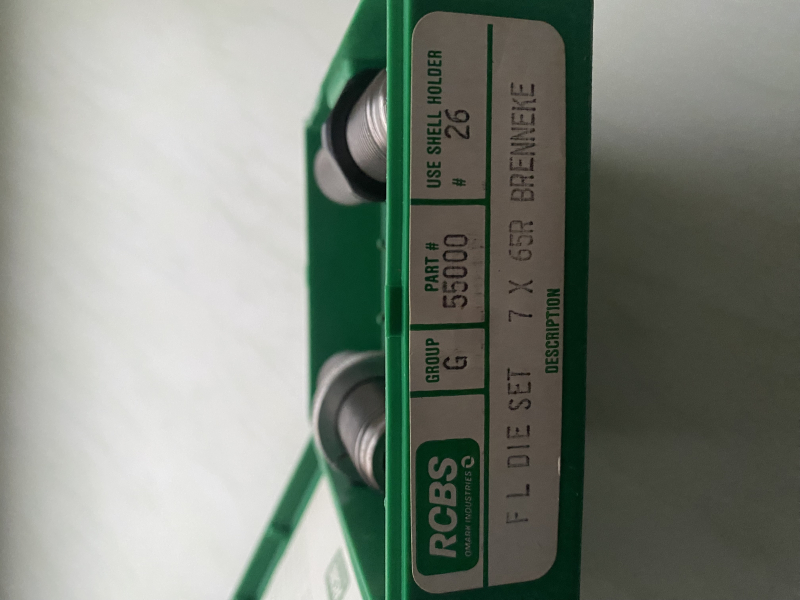 RCBS
OMARK INDUSTRIES
GROUP
G
PART #
55000
USE SHELL HOLDER
# 26
F L DIE SET 7 X 65R BRENNEKE
DESCRIPTION